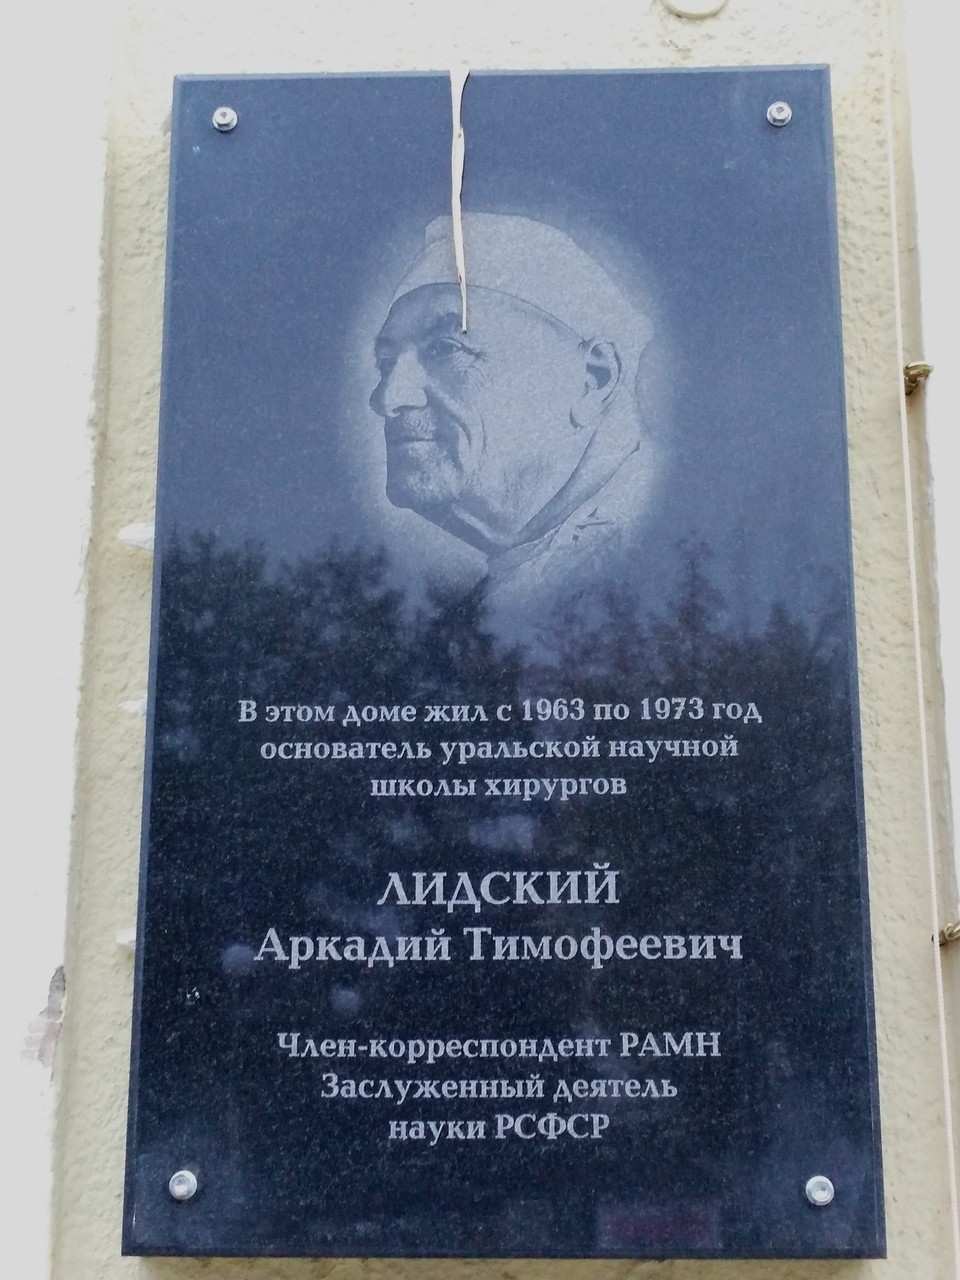 В этом доме жил с 1963 по 1973 год
основатель уральской научной
школы хирургов
ЛИДСКИЙ
Аркадий Тимофеевич
Член-корреспондент РАМН
Заслуженный деятель
науки РСФСР